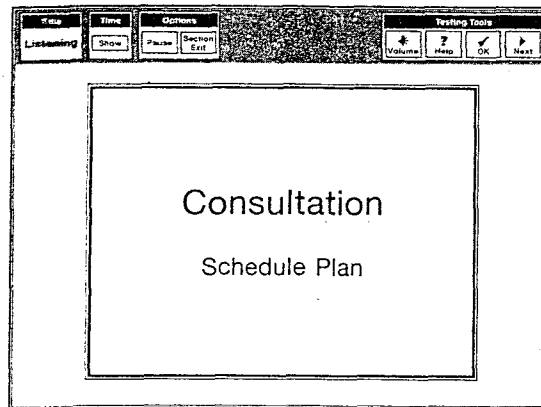 Title
Listening
Time
Show
Options
Pause
Section
Exit
Testing Tools
Volume
Help
OK
Next
Consultation
Schedule Plan